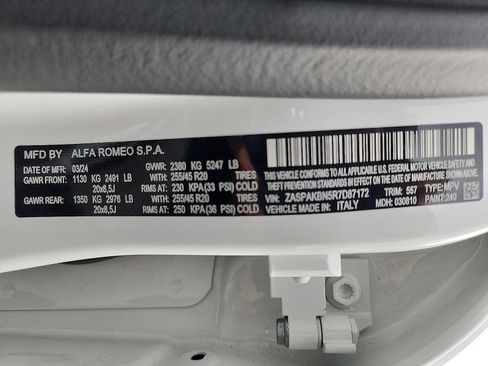 MFD BY ALFA ROMEO S.P.A.
DATE OF MFR: 03/24 GVWR: 2380 KG 5247 LB
GAWR FRONT: 1130 KG 2491 LB WITH 255/45 R20 TIRES
20x8,5J RIMS AT 230 KPA(33 PSI) COLD
GAWR REAR: 1350 KG 2976 LB WITH 255/45 R20 TIRES
20x8,5J RIMS AT 250 KPA(36 PSI) COLD
THIS VEHICLE CONFORMS TO ALL APPLICABLE FEDERAL MOTOR VEHICLE SAFETY, BUMPER, AND
THEFT PREVENTION STANDARDS IN EFFECT ON THE DATE OF MANUFACTURE SHOWN ABOVE.
VIN: ZASPAKBN5R7D87172 TYPE: MPV
VEHICLE MADE IN: ITALY TRIM: 557 PAINT: 240
MDH: 030610